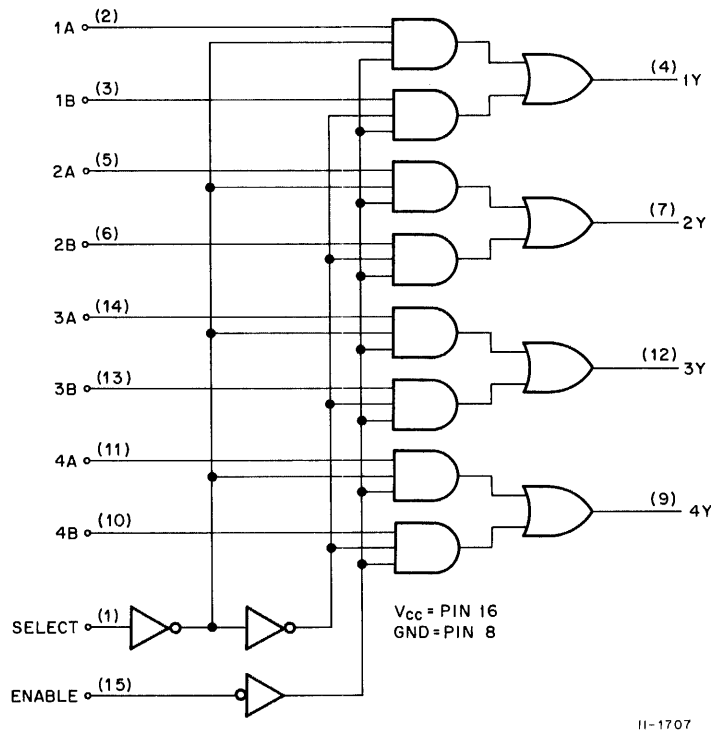 1A (2)
(4) 1Y
1B (3)
2A (5)
(7) 2Y
2B (6)
3A (14)
(12) 3Y
3B (13)
4A (11)
(9) 4Y
4B (10)
SELECT (1)
VCC = PIN 16
GND = PIN 8
ENABLE (15)
11-1707